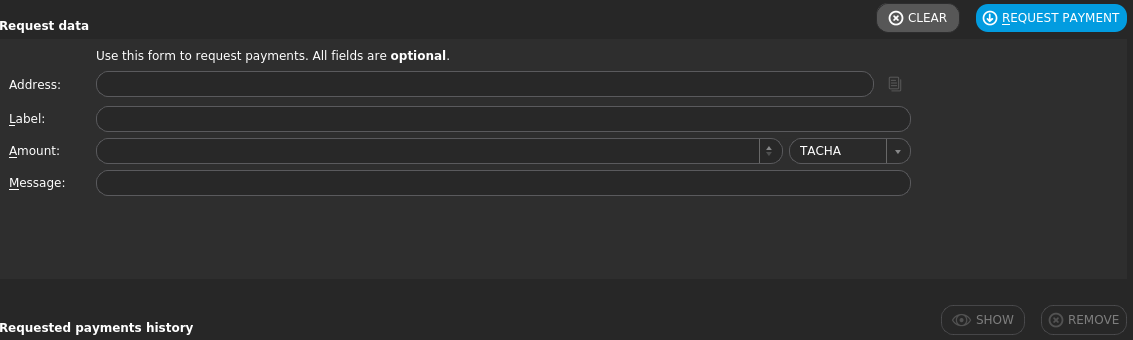 Request data
CLEAR
REQUEST PAYMENT
Use this form to request payments. All fields are optional.
Address:
Label:
Amount:
TACHA
Message:
Requested payments history
SHOW
REMOVE